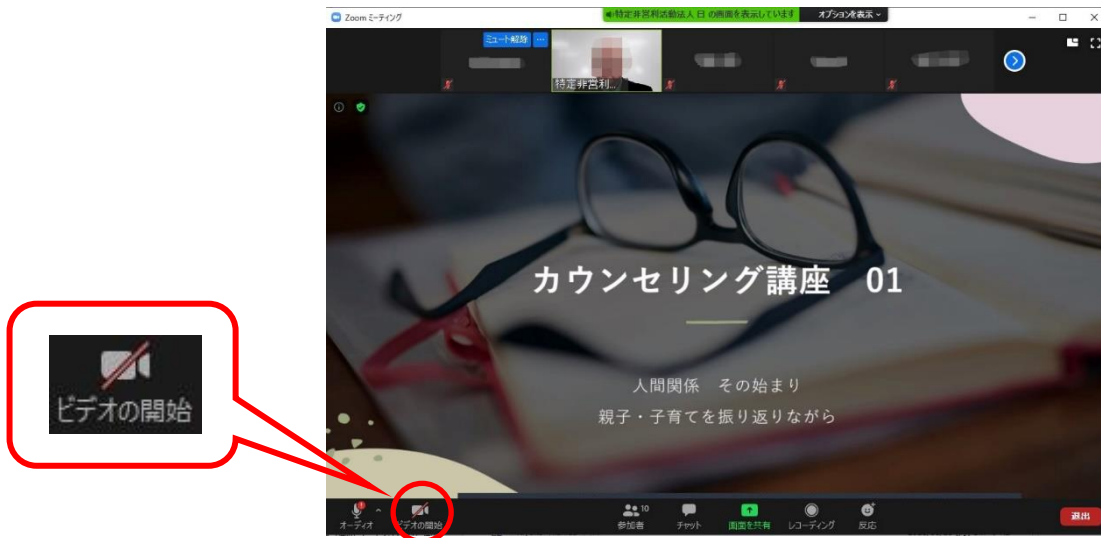 Zoom ミーティング
特定非営利活動法人 日 の画面を表示しています
オプションを表示
ミュート解除 …
特定非営利...
カウンセリング講座 01
人間関係 その始まり
親子・子育てを振り返りながら
ビデオの開始
オーディオ
ビデオの開始
10
参加者
チャット
画面を共有
レコーディング
反応
退出